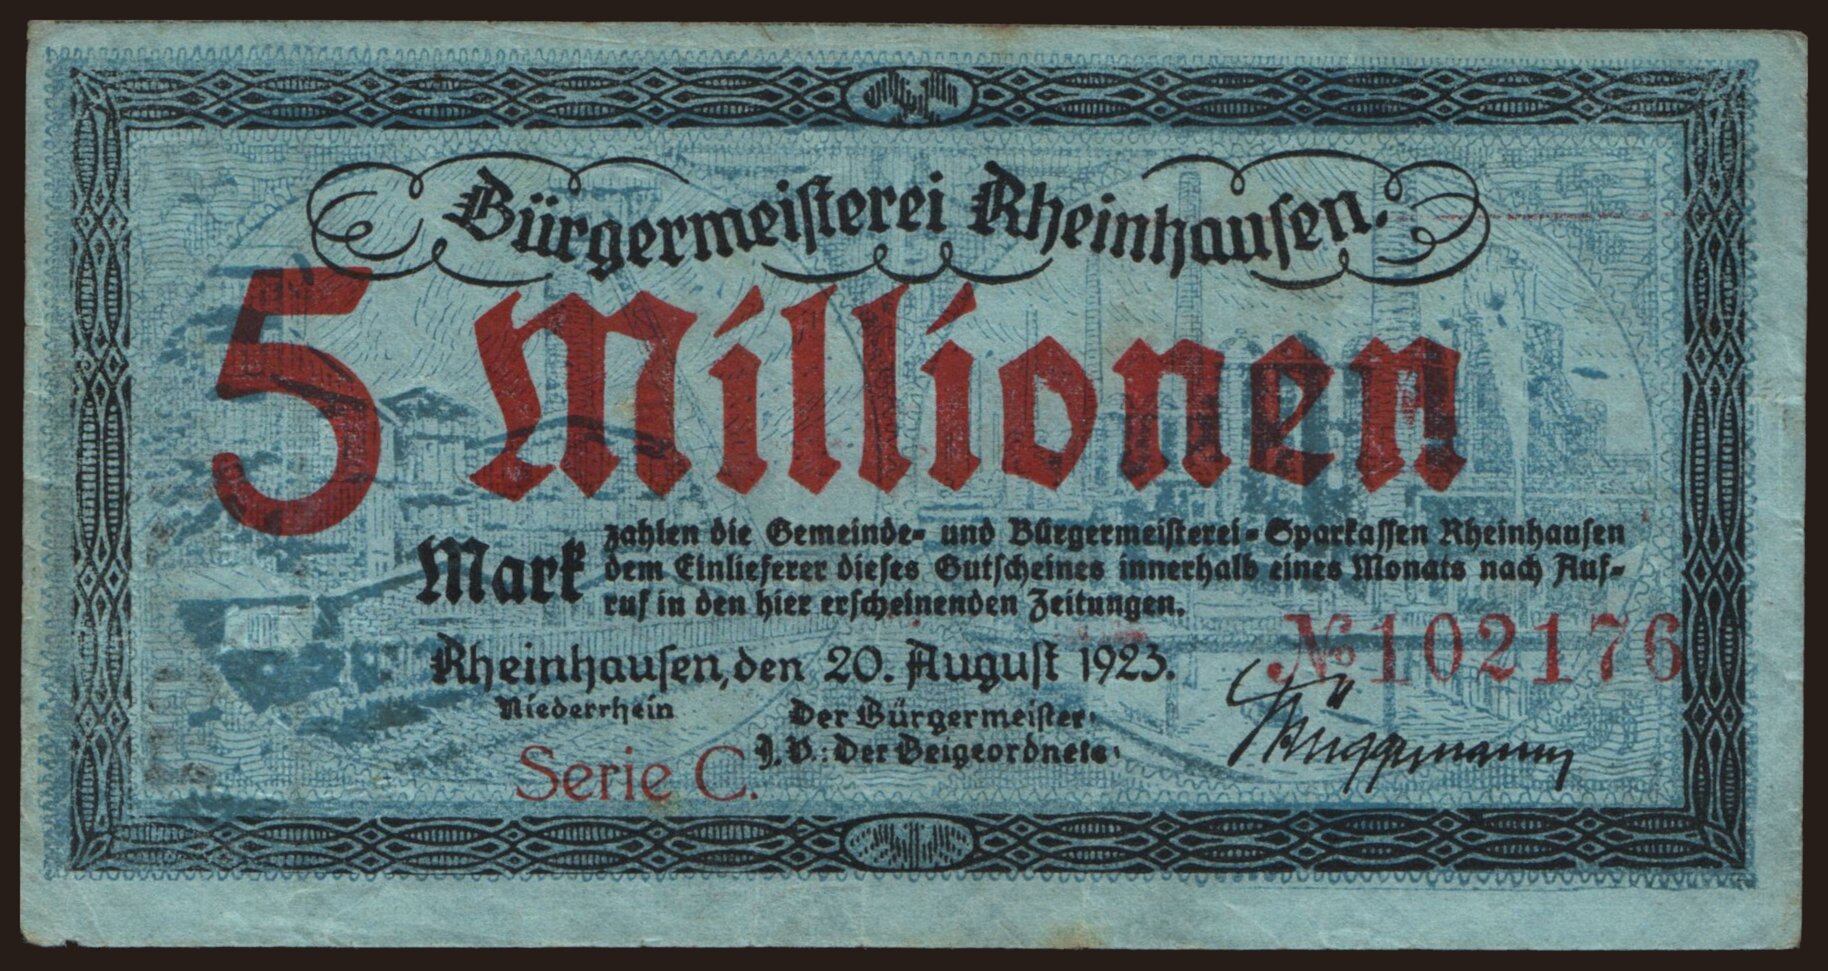 Bürgermeisterei Rheinhausen.
5 Millionen
Mark zahlen die Gemeinde- und Bürgermeisterei-Sparkassen Rheinhausen
dem Einlieferer dieses Gutscheines innerhalb eines Monats nach Auf-
ruf in den hier erscheinenden Zeitungen.
№ 102176
Rheinhausen, den 20. August 1923.
Niederrhein
Der Bürgermeister:
J. V.: Der Beigeordnete:
Brüggemann
Serie C.